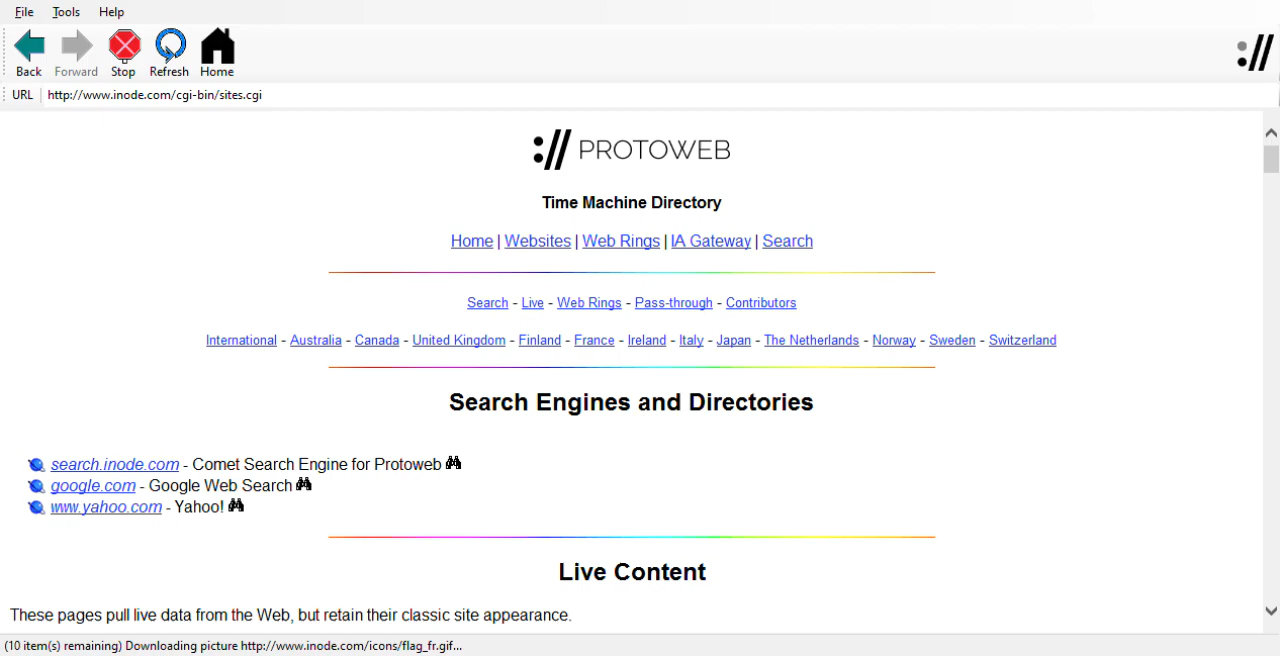 File Tools Help
Back Forward Stop Refresh Home
URL http://www.inode.com/cgi-bin/sites.cgi
:// PROTOWEB
Time Machine Directory
Home | Websites | Web Rings | IA Gateway | Search
Search - Live - Web Rings - Pass-through - Contributors
International - Australia - Canada - United Kingdom - Finland - France - Ireland - Italy - Japan - The Netherlands - Norway - Sweden - Switzerland
Search Engines and Directories
search.inode.com - Comet Search Engine for Protoweb
google.com - Google Web Search
www.yahoo.com - Yahoo!
Live Content
These pages pull live data from the Web, but retain their classic site appearance.
(10 item(s) remaining) Downloading picture http://www.inode.com/icons/flag_fr.gif...